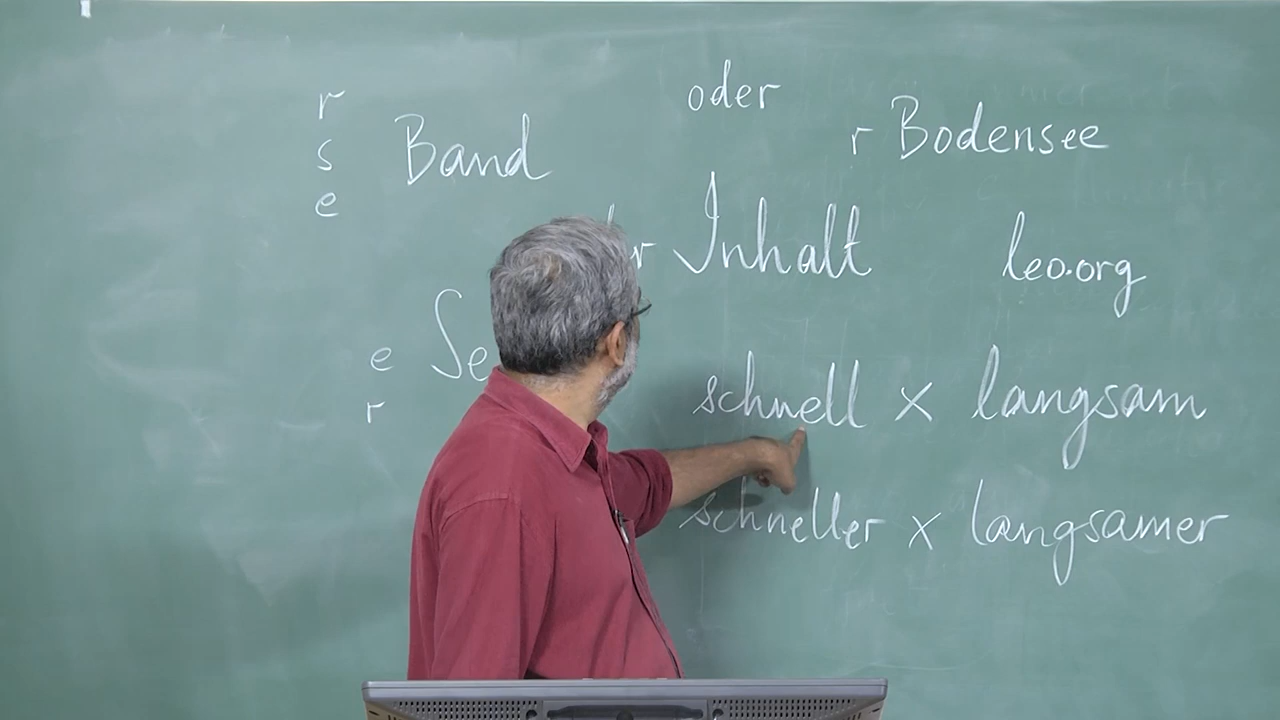 oder
r
s Band
e
r Bodensee
r Inhalt
leo.org
e Se
r
schnell x langsam
schneller x langsamer